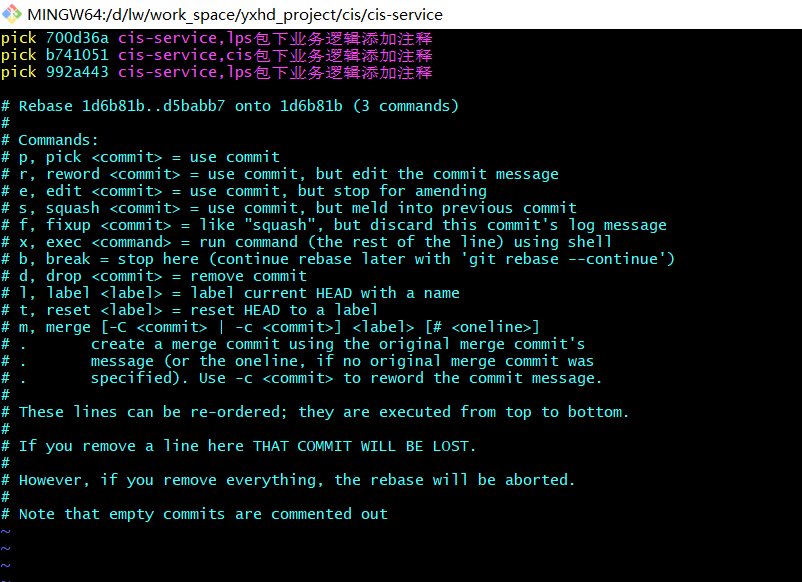 MINGW64:/d/lw/work_space/yxhd_project/cis/cis-service
pick 700d36a cis-service,lps包下业务逻辑添加注释
pick b741051 cis-service,cis包下业务逻辑添加注释
pick 992a443 cis-service,lps包下业务逻辑添加注释
# Rebase 1d6b81b..d5babb7 onto 1d6b81b (3 commands)
#
# Commands:
# p, pick <commit> = use commit
# r, reword <commit> = use commit, but edit the commit message
# e, edit <commit> = use commit, but stop for amending
# s, squash <commit> = use commit, but meld into previous commit
# f, fixup <commit> = like "squash", but discard this commit's log message
# x, exec <command> = run command (the rest of the line) using shell
# b, break = stop here (continue rebase later with 'git rebase --continue')
# d, drop <commit> = remove commit
# l, label <label> = label current HEAD with a name
# t, reset <label> = reset HEAD to a label
# m, merge [-C <commit> | -c <commit>] <label> [# <oneline>]
# .       create a merge commit using the original merge commit's
# .       message (or the oneline, if no original merge commit was
# .       specified). Use -c <commit> to reword the commit message.
#
# These lines can be re-ordered; they are executed from top to bottom.
#
# If you remove a line here THAT COMMIT WILL BE LOST.
#
# However, if you remove everything, the rebase will be aborted.
#
# Note that empty commits are commented out
~
~
~